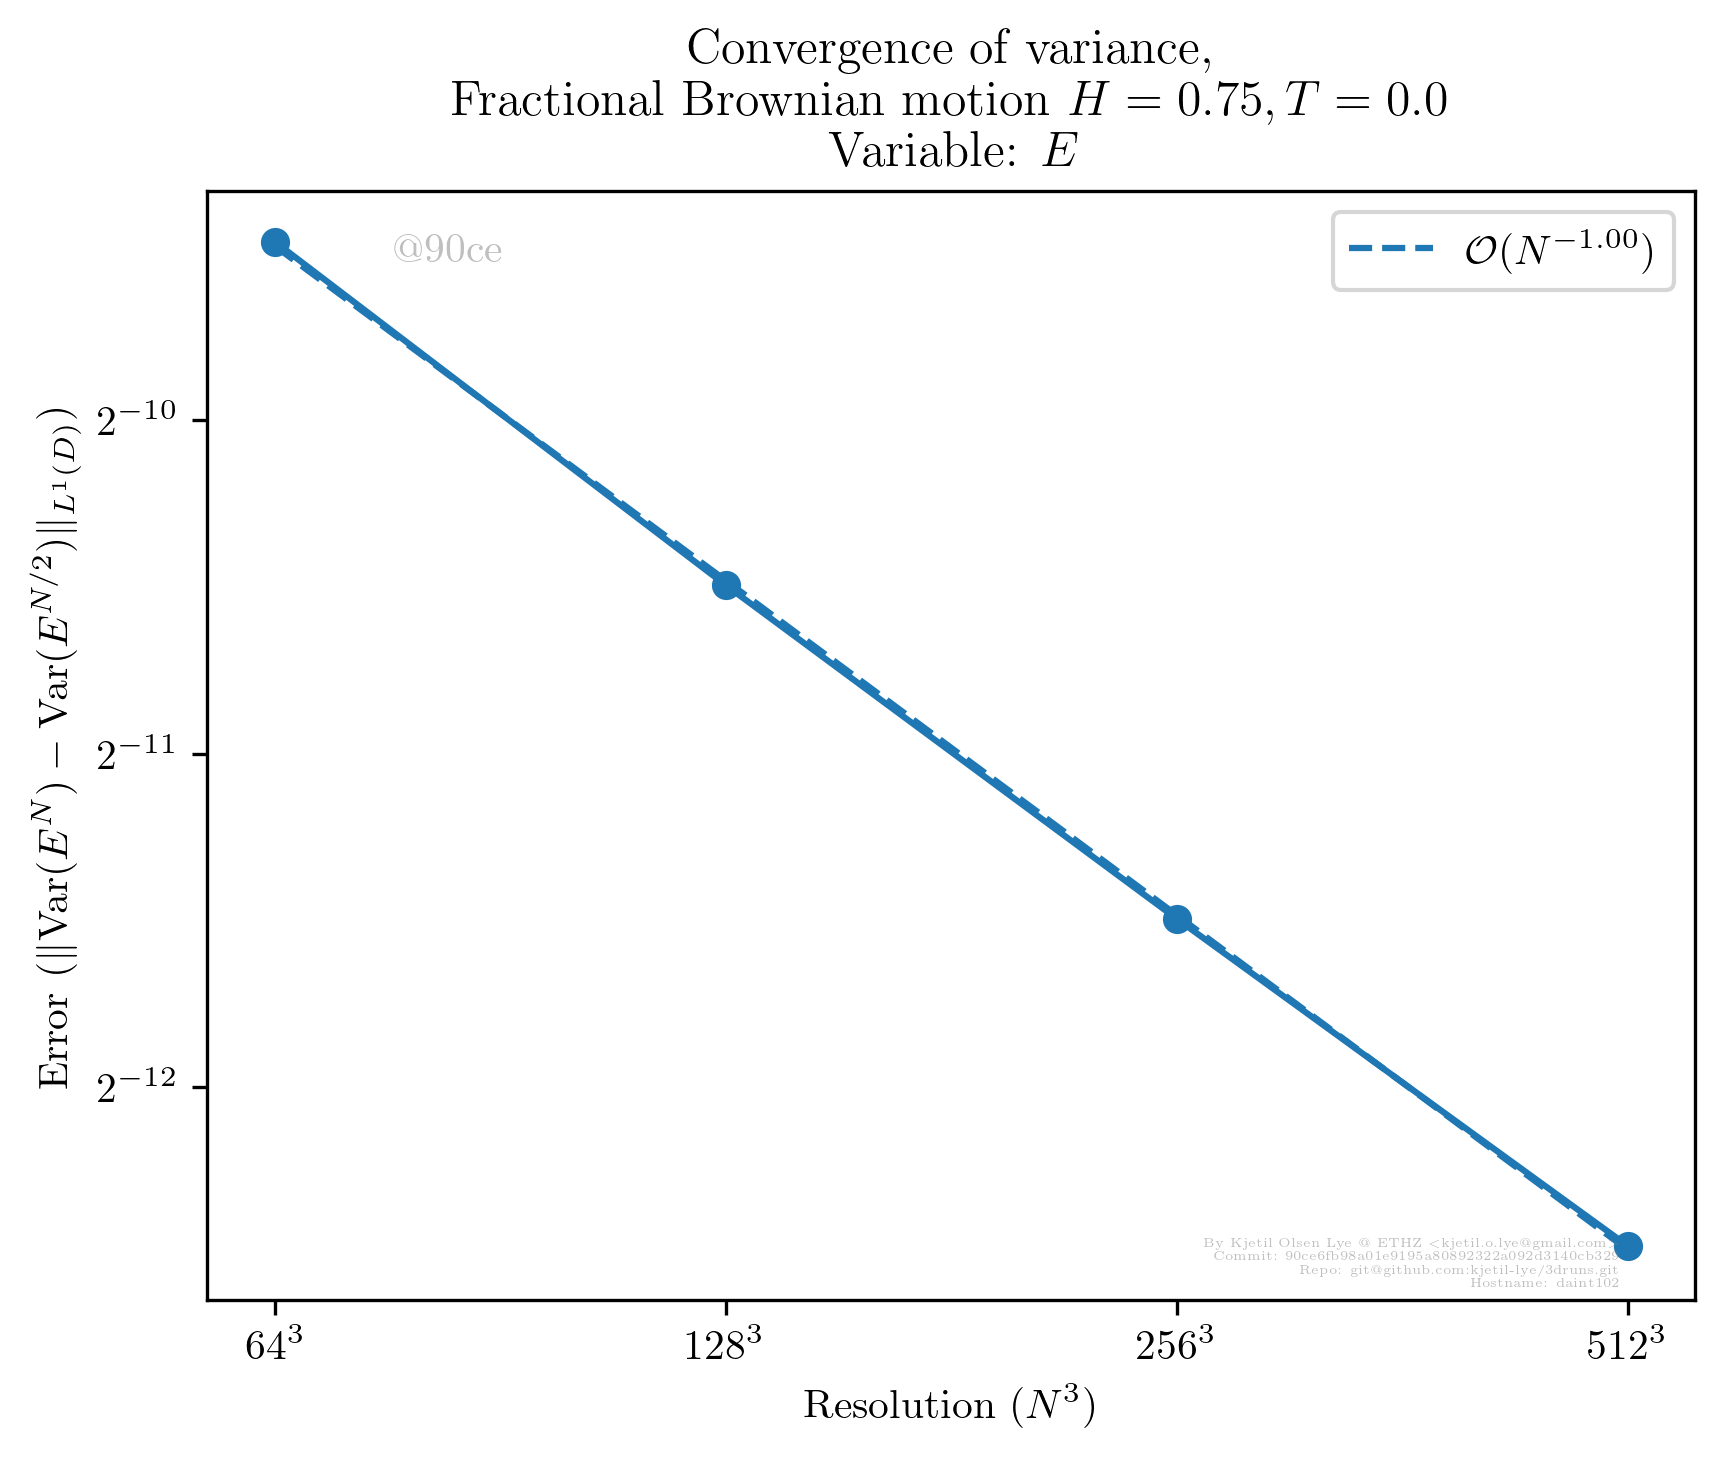 Convergence of variance,
Fractional Brownian motion H = 0.75, T = 0.0
Variable: E
@90ce
𝒪(N^{-1.00})
Error (‖Var(E^N) − Var(E^{N/2})‖_{L^1(D)})
2^{-10}
2^{-11}
2^{-12}
By Kjetil Olsen Lye @ ETHZ <kjetil.o.lye@gmail.com>
Commit: 90ce6fb98a01e9195a80892322a092d3140cb329
Repo: git@github.com:kjetil-lye/3druns.git
Hostname: daint102
64^3 128^3 256^3 512^3
Resolution (N^3)